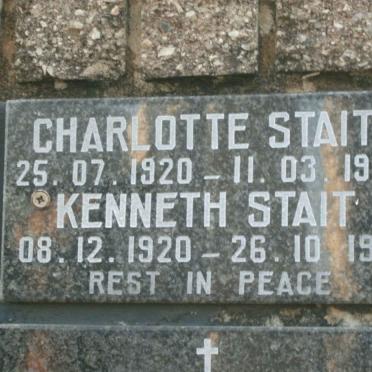 CHARLOTTE STAIT
25. 07. 1920 - 11. 03. 19
KENNETH STAIT
08. 12. 1920 - 26. 10 19
REST IN PEACE